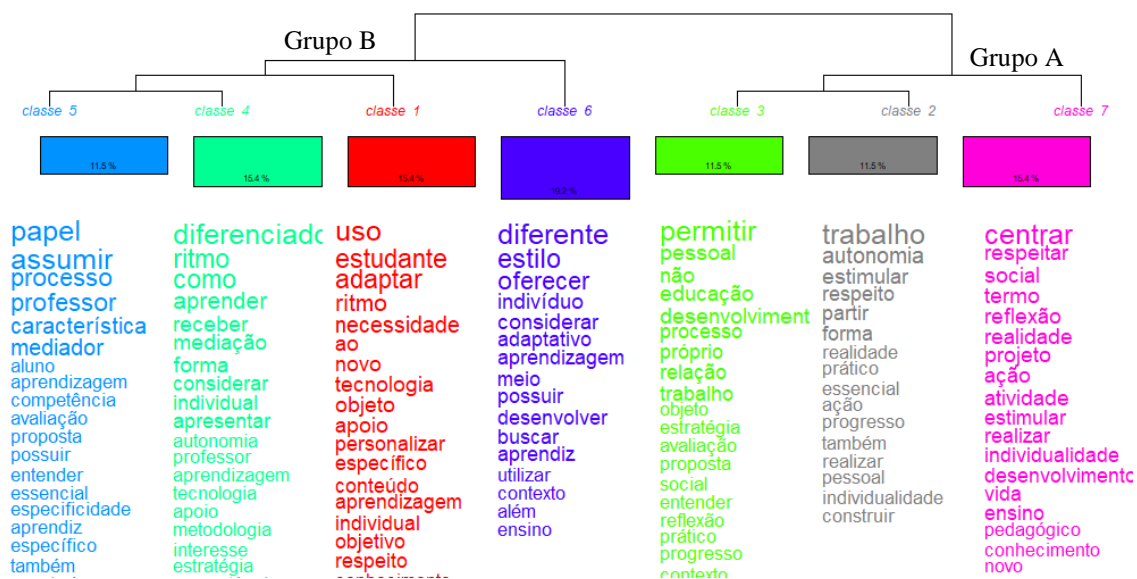 Grupo B
Grupo A
classe 5
classe 4
classe 1
classe 6
classe 3
classe 2
classe 7
11.5 %
15.4 %
15.4 %
19.2 %
11.5 %
11.5 %
15.4 %
papel
assumir
processo
professor
característica
mediador
aluno
aprendizagem
competência
avaliação
proposta
possuir
entender
essencial
especificidade
aprendiz
específico
também
diferenciado
ritmo
como
aprender
receber
mediação
forma
considerar
individual
apresentar
autonomia
professor
aprendizagem
tecnologia
apoio
metodologia
interesse
estratégia
uso
estudante
adaptar
ritmo
necessidade
ao
novo
tecnologia
objeto
apoio
personalizar
específico
conteúdo
aprendizagem
individual
objetivo
respeito
conhecimento
diferente
estilo
oferecer
indivíduo
considerar
adaptativo
aprendizagem
meio
possuir
desenvolver
buscar
aprendiz
utilizar
contexto
além
ensino
permitir
pessoal
não
educação
desenvolviment
processo
próprio
relação
trabalho
objeto
estratégia
avaliação
proposta
social
entender
reflexão
prático
progresso
contexto
trabalho
autonomia
estimular
respeito
partir
forma
realidade
prático
essencial
ação
progresso
também
realizar
pessoal
individualidade
construir
centrar
respeitar
social
termo
reflexão
realidade
projeto
ação
atividade
estimular
realizar
individualidade
desenvolvimento
vida
ensino
pedagógico
conhecimento
novo